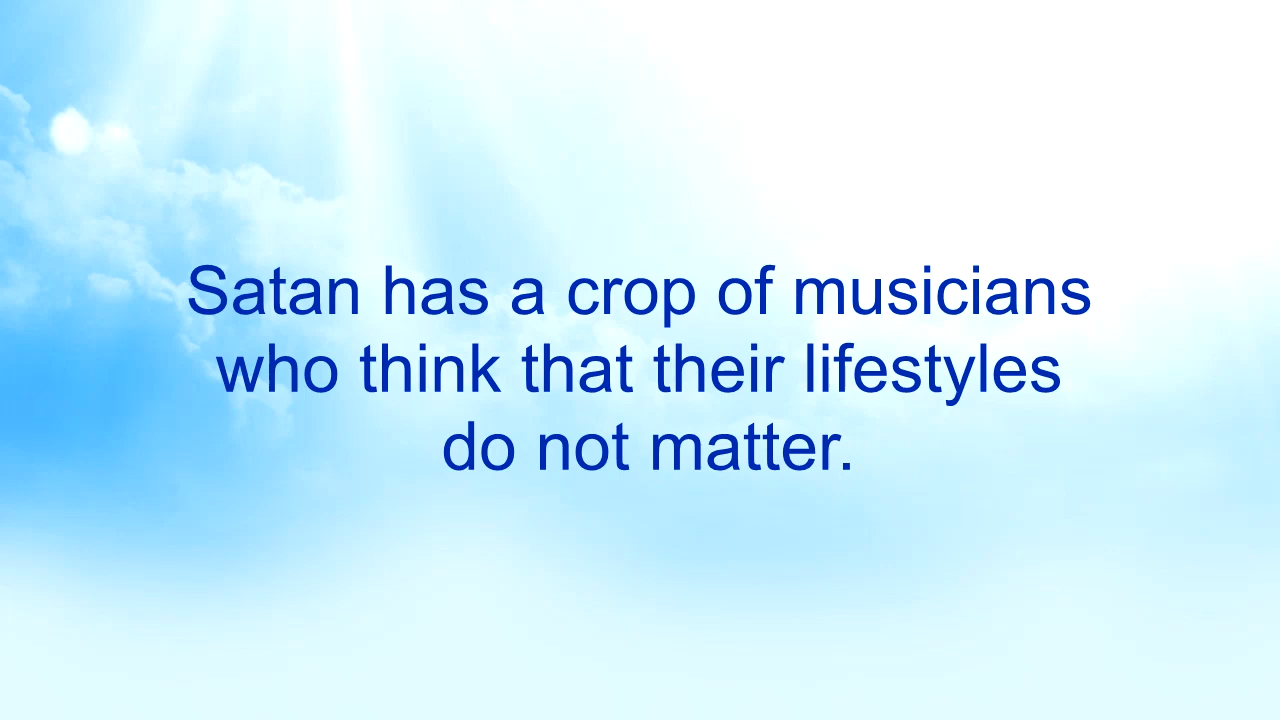 Satan has a crop of musicians
who think that their lifestyles
do not matter.